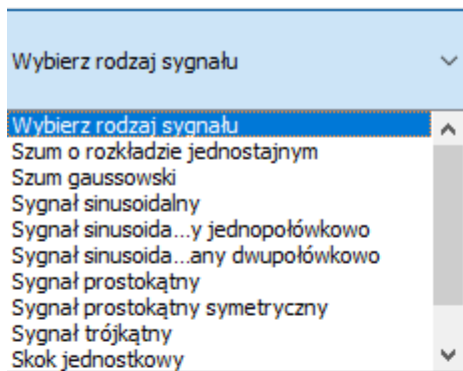 Wybierz rodzaj sygnału
Wybierz rodzaj sygnału
Szum o rozkładzie jednostajnym
Szum gaussowski
Sygnał sinusoidalny
Sygnał sinusoida...y jednopołówkowo
Sygnał sinusoida...any dwupołówkowo
Sygnał prostokątny
Sygnał prostokątny symetryczny
Sygnał trójkątny
Skok jednostkowy